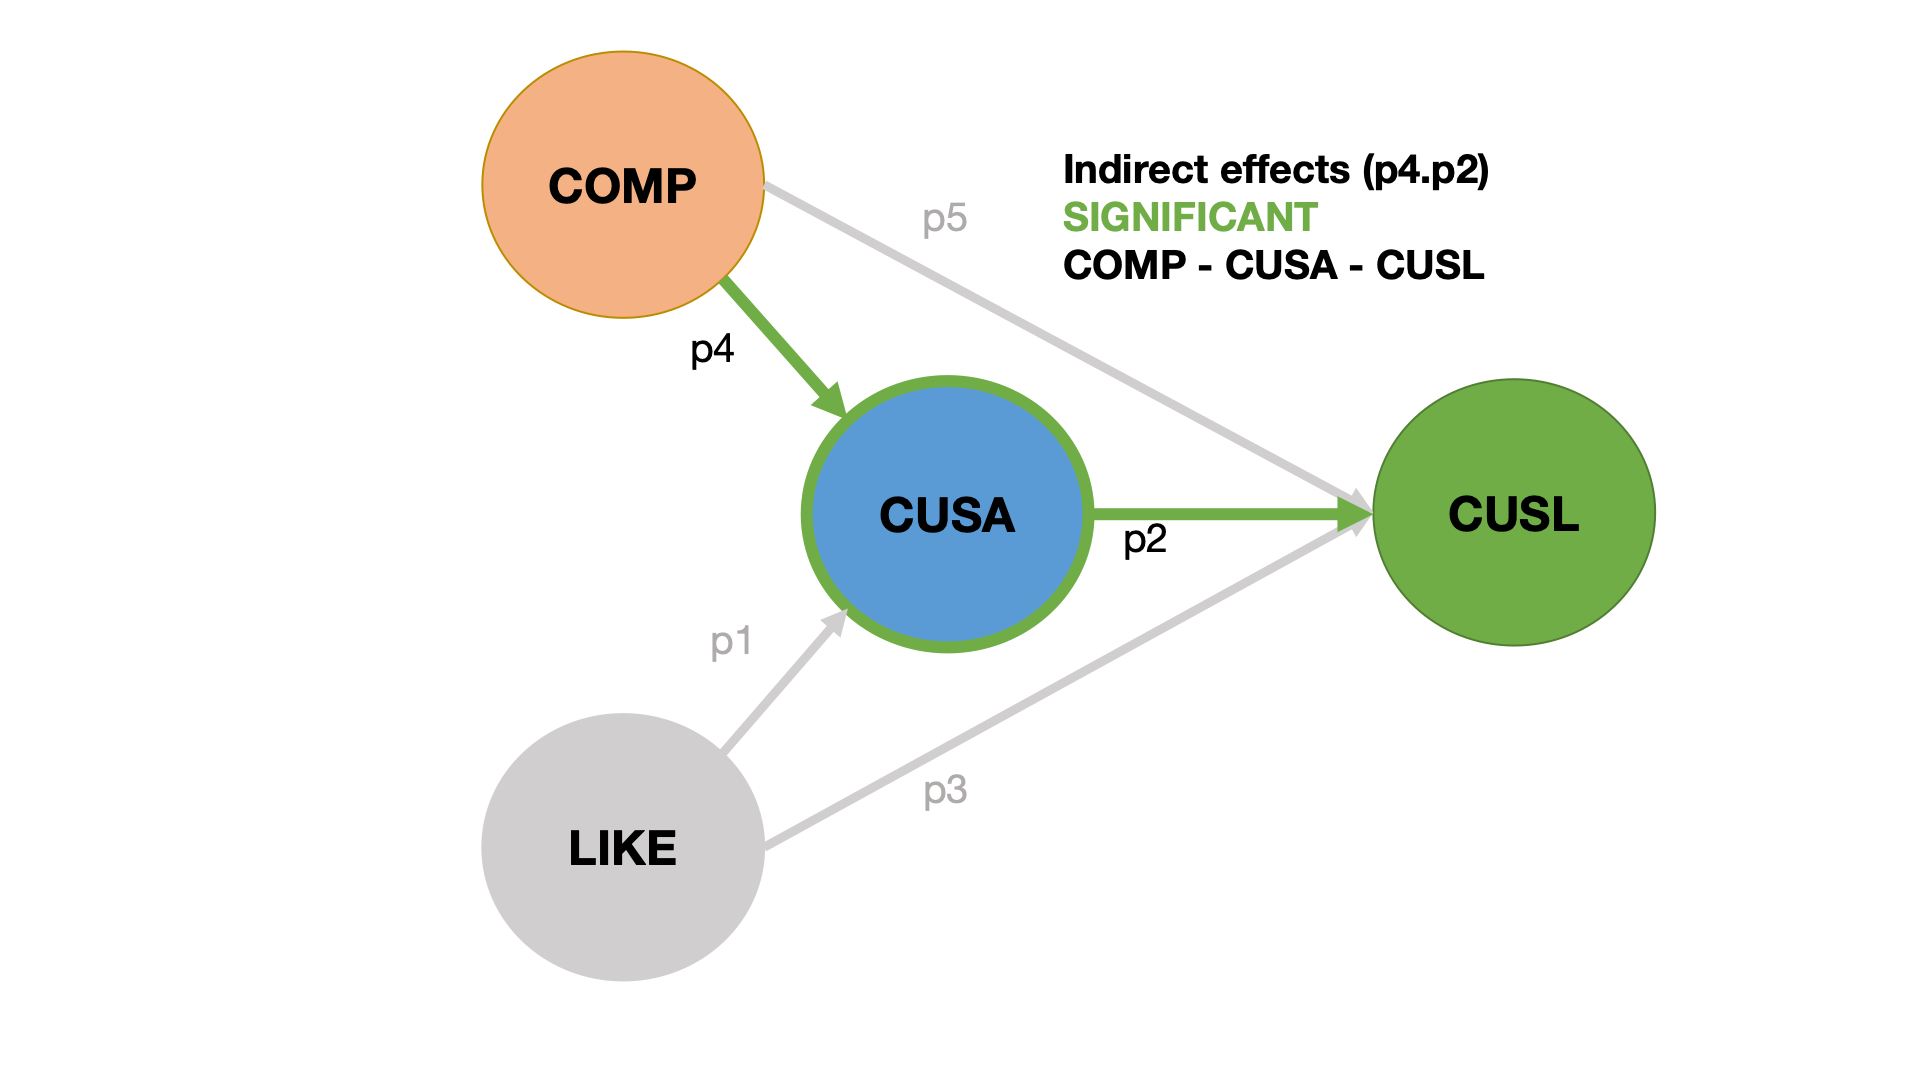 COMP
p5
Indirect effects (p4.p2)
SIGNIFICANT
COMP - CUSA - CUSL
p4
CUSA
p2
CUSL
p1
LIKE
p3